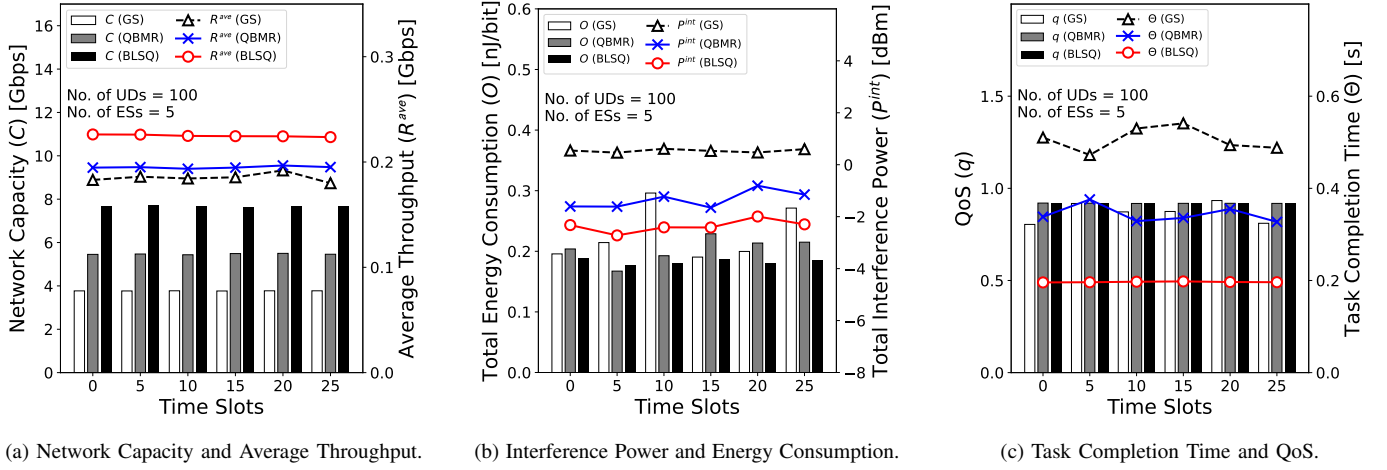 Network Capacity (C) [Gbps]
0
2
4
6
8
10
12
14
16
C (GS)
C (QBMR)
C (BLSQ)
R^ave (GS)
R^ave (QBMR)
R^ave (BLSQ)
No. of UDs = 100
No. of ESs = 5
0.0
0.1
0.2
0.3
Average Throughput (R^ave) [Gbps]
0 5 10 15 20 25
Time Slots
(a) Network Capacity and Average Throughput.
Total Energy Consumption (O) [nJ/bit]
0.0
0.1
0.2
0.3
0.4
0.5
0.6
O (GS)
O (QBMR)
O (BLSQ)
P^int (GS)
P^int (QBMR)
P^int (BLSQ)
No. of UDs = 100
No. of ESs = 5
−8
−6
−4
−2
0
2
4
Total Interference Power (P^int) [dBm]
0 5 10 15 20 25
Time Slots
(b) Interference Power and Energy Consumption.
QoS (q)
0.0
0.5
1.0
1.5
q (GS)
q (QBMR)
q (BLSQ)
Θ (GS)
Θ (QBMR)
Θ (BLSQ)
No. of UDs = 100
No. of ESs = 5
0.0
0.2
0.4
0.6
Task Completion Time (Θ) [s]
0 5 10 15 20 25
Time Slots
(c) Task Completion Time and QoS.